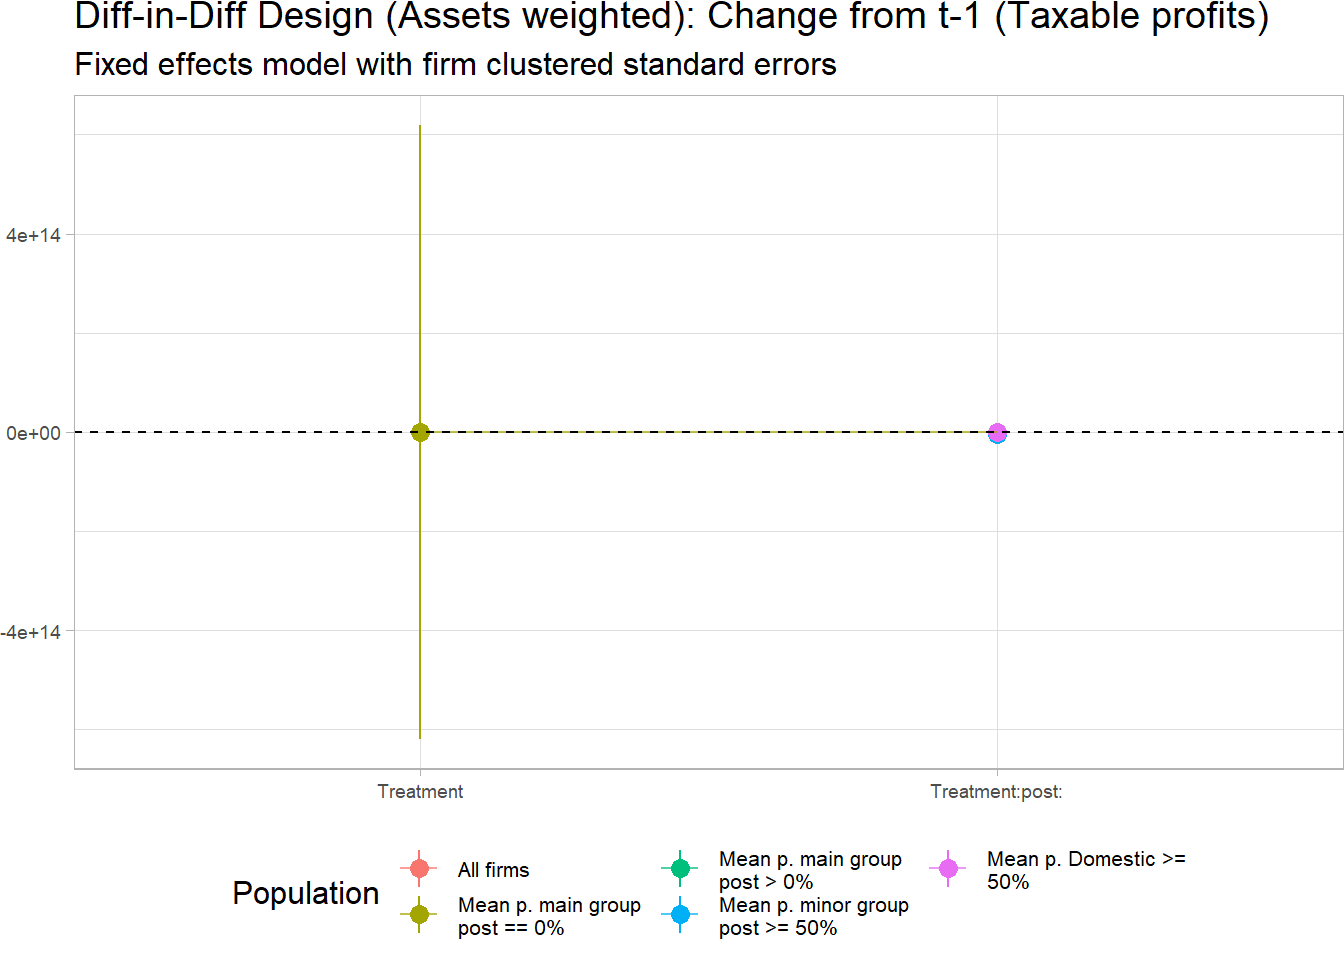 Diff-in-Diff Design (Assets weighted): Change from t-1 (Taxable profits)
Fixed effects model with firm clustered standard errors
4e+14
0e+00
-4e+14
Treatment
Treatment:post:
Population
All firms
Mean p. main group
post == 0%
Mean p. main group
post > 0%
Mean p. minor group
post >= 50%
Mean p. Domestic >=
50%